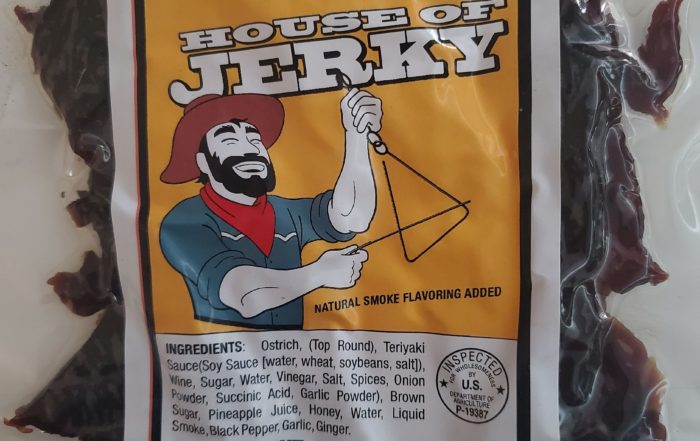 HOUSE OF
JERKY
NATURAL SMOKE FLAVORING ADDED
INGREDIENTS: Ostrich, (Top Round), Teriyaki
Sauce(Soy Sauce [water, wheat, soybeans, salt]),
Wine, Sugar, Water, Vinegar, Salt, Spices, Onion
Powder, Succinic Acid, Garlic Powder), Brown
Sugar, Pineapple Juice, Honey, Water, Liquid
Smoke, Black Pepper, Garlic, Ginger.
INSPECTED
FOR WHOLESOMENESS
BY
U.S.
DEPARTMENT OF
AGRICULTURE
P-19387